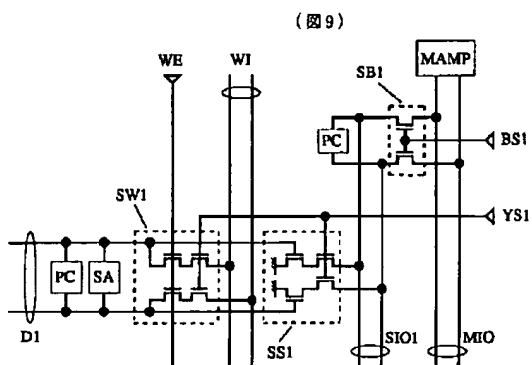 (図9)
WE
WI
SB1
MAMP
PC
BS1
SW1
YS1
PC
SA
D1
SS1
SIO1
MIO